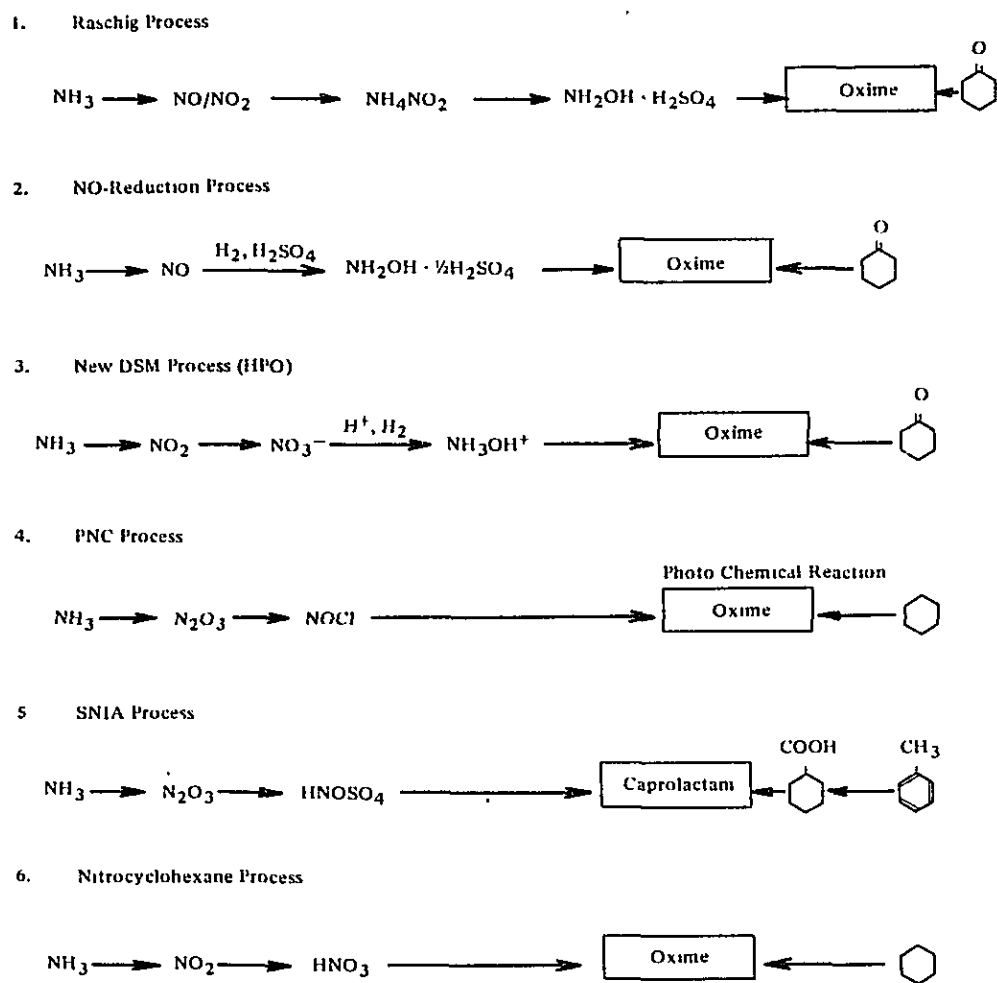 1. Raschig Process
O
NH3 → NO/NO2 → NH4NO2 → NH2OH · H2SO4 → Oxime ←
2. NO-Reduction Process
O
H2, H2SO4
NH3 → NO → NH2OH · ½H2SO4 → Oxime ←
3. New DSM Process (HPO)
O
H+, H2
NH3 → NO2 → NO3− → NH3OH+ → Oxime ←
4. PNC Process
Photo Chemical Reaction
NH3 → N2O3 → NOCl → Oxime ←
5 SNIA Process
COOH CH3
NH3 → N2O3 → HNOSO4 → Caprolactam ← ←
6. Nitrocyclohexane Process
NH3 → NO2 → HNO3 → Oxime ←